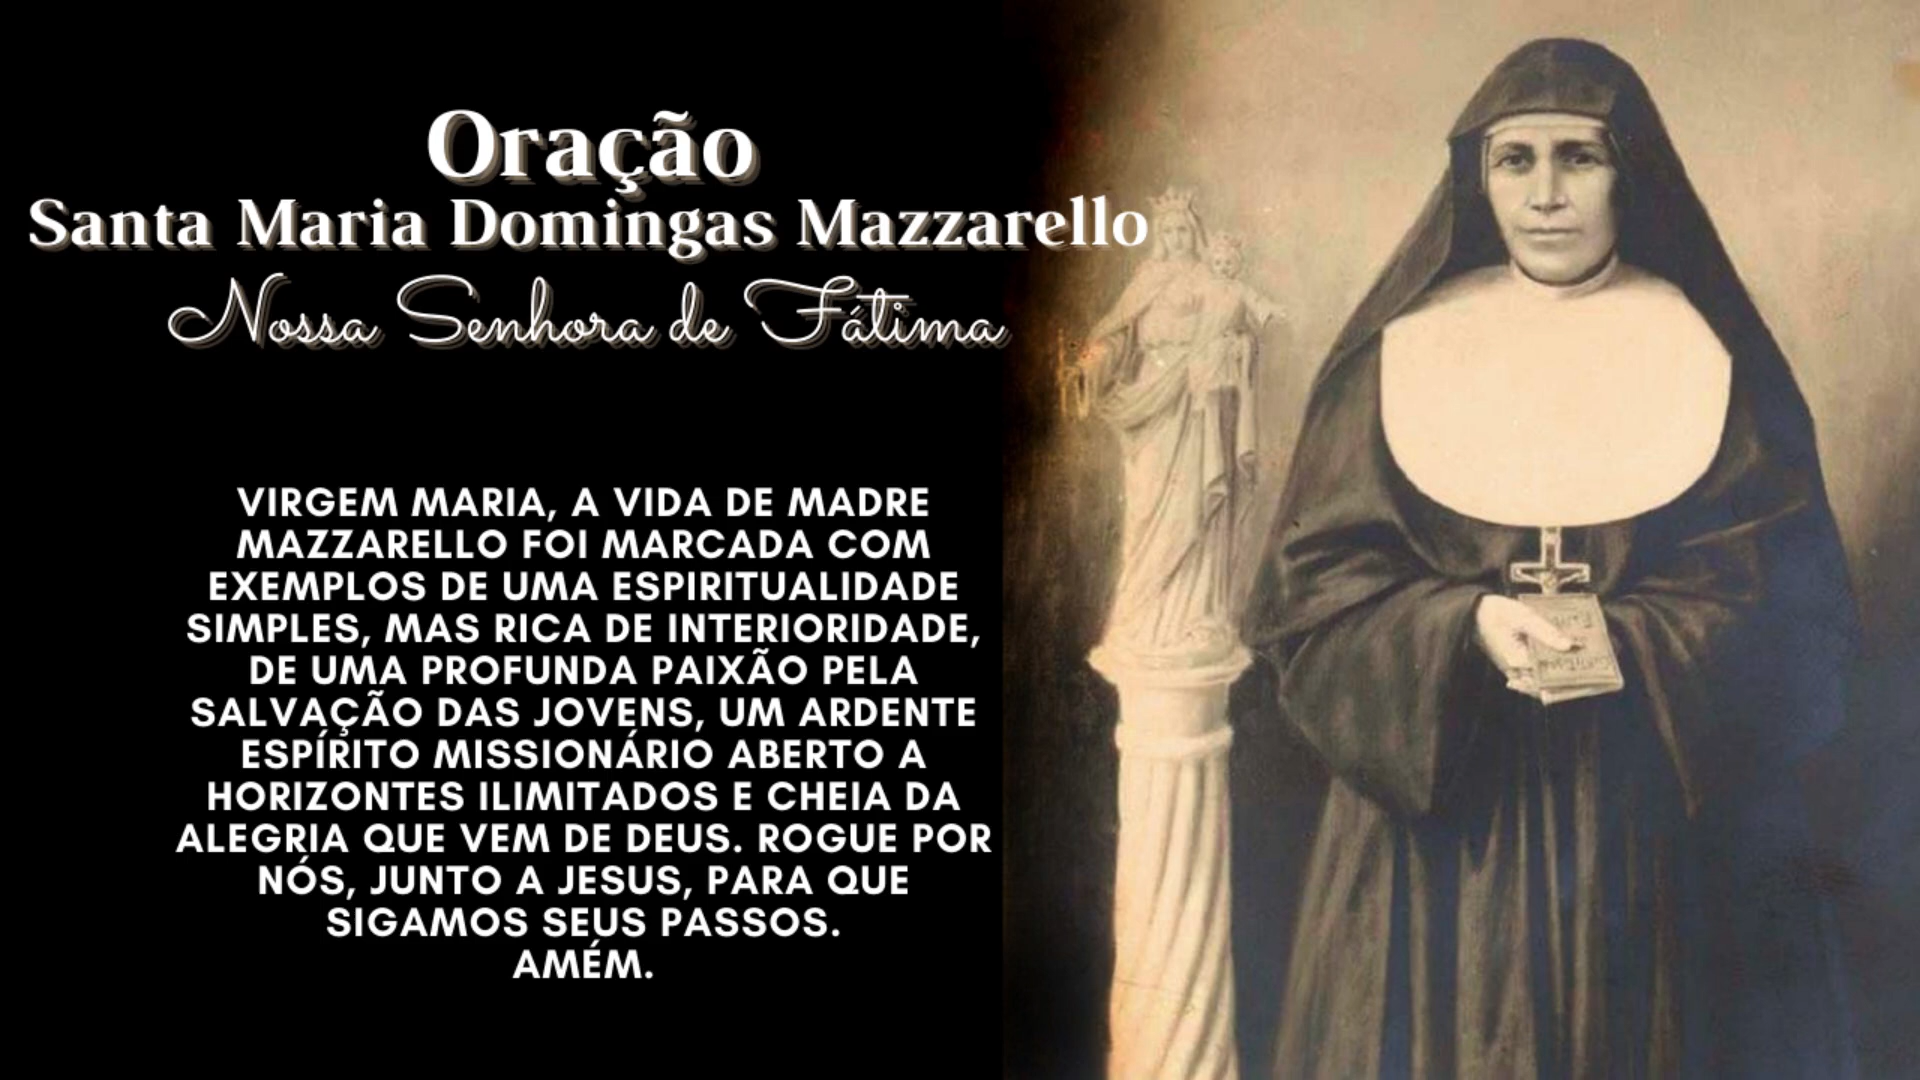 Oração
Santa Maria Domingas Mazzarello
Nossa Senhora de Fátima
VIRGEM MARIA, A VIDA DE MADRE
MAZZARELLO FOI MARCADA COM
EXEMPLOS DE UMA ESPIRITUALIDADE
SIMPLES, MAS RICA DE INTERIORIDADE,
DE UMA PROFUNDA PAIXÃO PELA
SALVAÇÃO DAS JOVENS, UM ARDENTE
ESPÍRITO MISSIONÁRIO ABERTO A
HORIZONTES ILIMITADOS E CHEIA DA
ALEGRIA QUE VEM DE DEUS. ROGUE POR
NÓS, JUNTO A JESUS, PARA QUE
SIGAMOS SEUS PASSOS.
AMÉM.